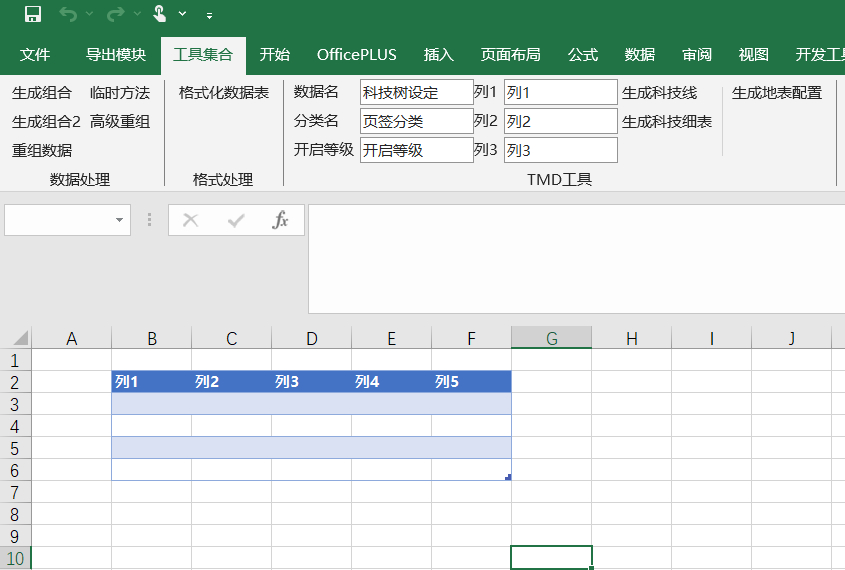 文件 导出模块 工具集合 开始 OfficePLUS 插入 页面布局 公式 数据 审阅 视图 开发工
生成组合 临时方法 格式化数据表 数据名 科技树设定 列1 列1 生成科技线 生成地表配置
生成组合2 高级重组 分类名 页签分类 列2 列2 生成科技细表
重组数据 开启等级 开启等级 列3 列3
数据处理 格式处理 TMD工具
fx
A B C D E F G H I J
1
2 列1 列2 列3 列4 列5
3
4
5
6
7
8
9
10